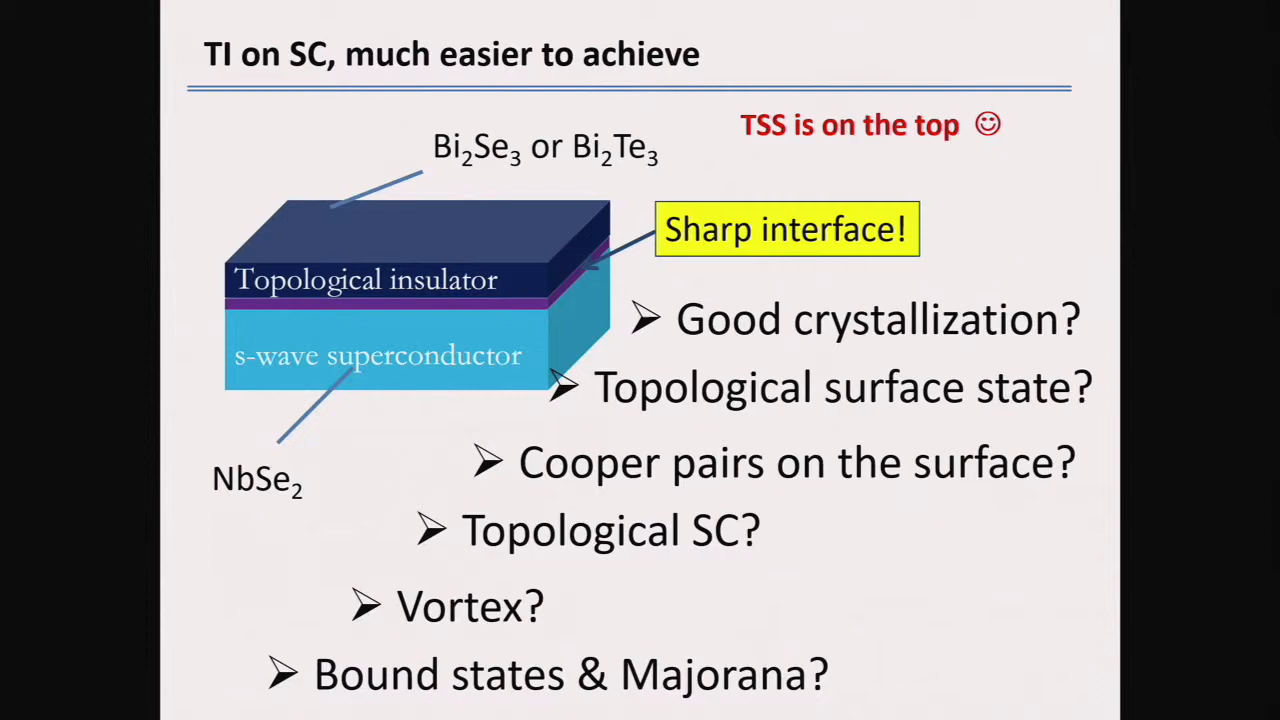 TI on SC, much easier to achieve
TSS is on the top ☺
Bi₂Se₃ or Bi₂Te₃
Sharp interface!
Topological insulator
s-wave superconductor
NbSe₂
➢ Good crystallization?
➢ Topological surface state?
➢ Cooper pairs on the surface?
➢ Topological SC?
➢ Vortex?
➢ Bound states & Majorana?